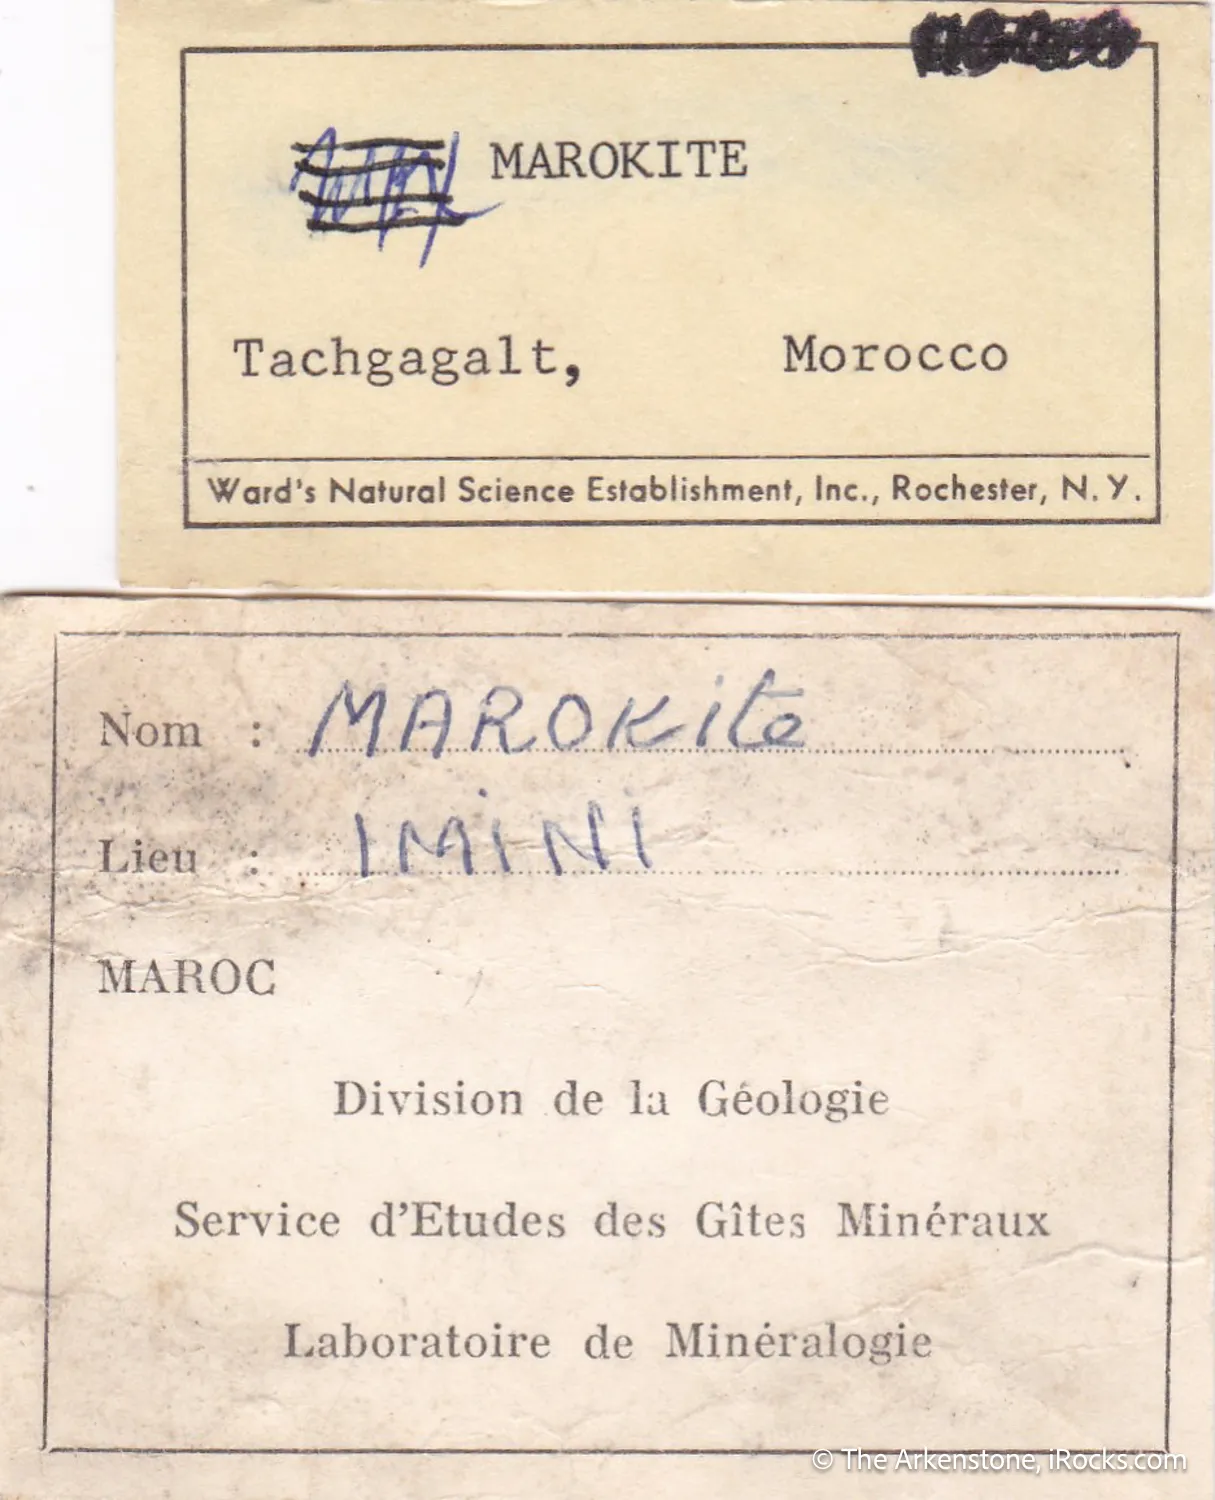 MAROKITE
Tachgagalt, Morocco
Ward's Natural Science Establishment, Inc., Rochester, N.Y.
Nom : MAROKite
Lieu : IMINI
MAROC
Division de la Géologie
Service d'Etudes des Gîtes Minéraux
Laboratoire de Minéralogie
© The Arkenstone, iRocks.com